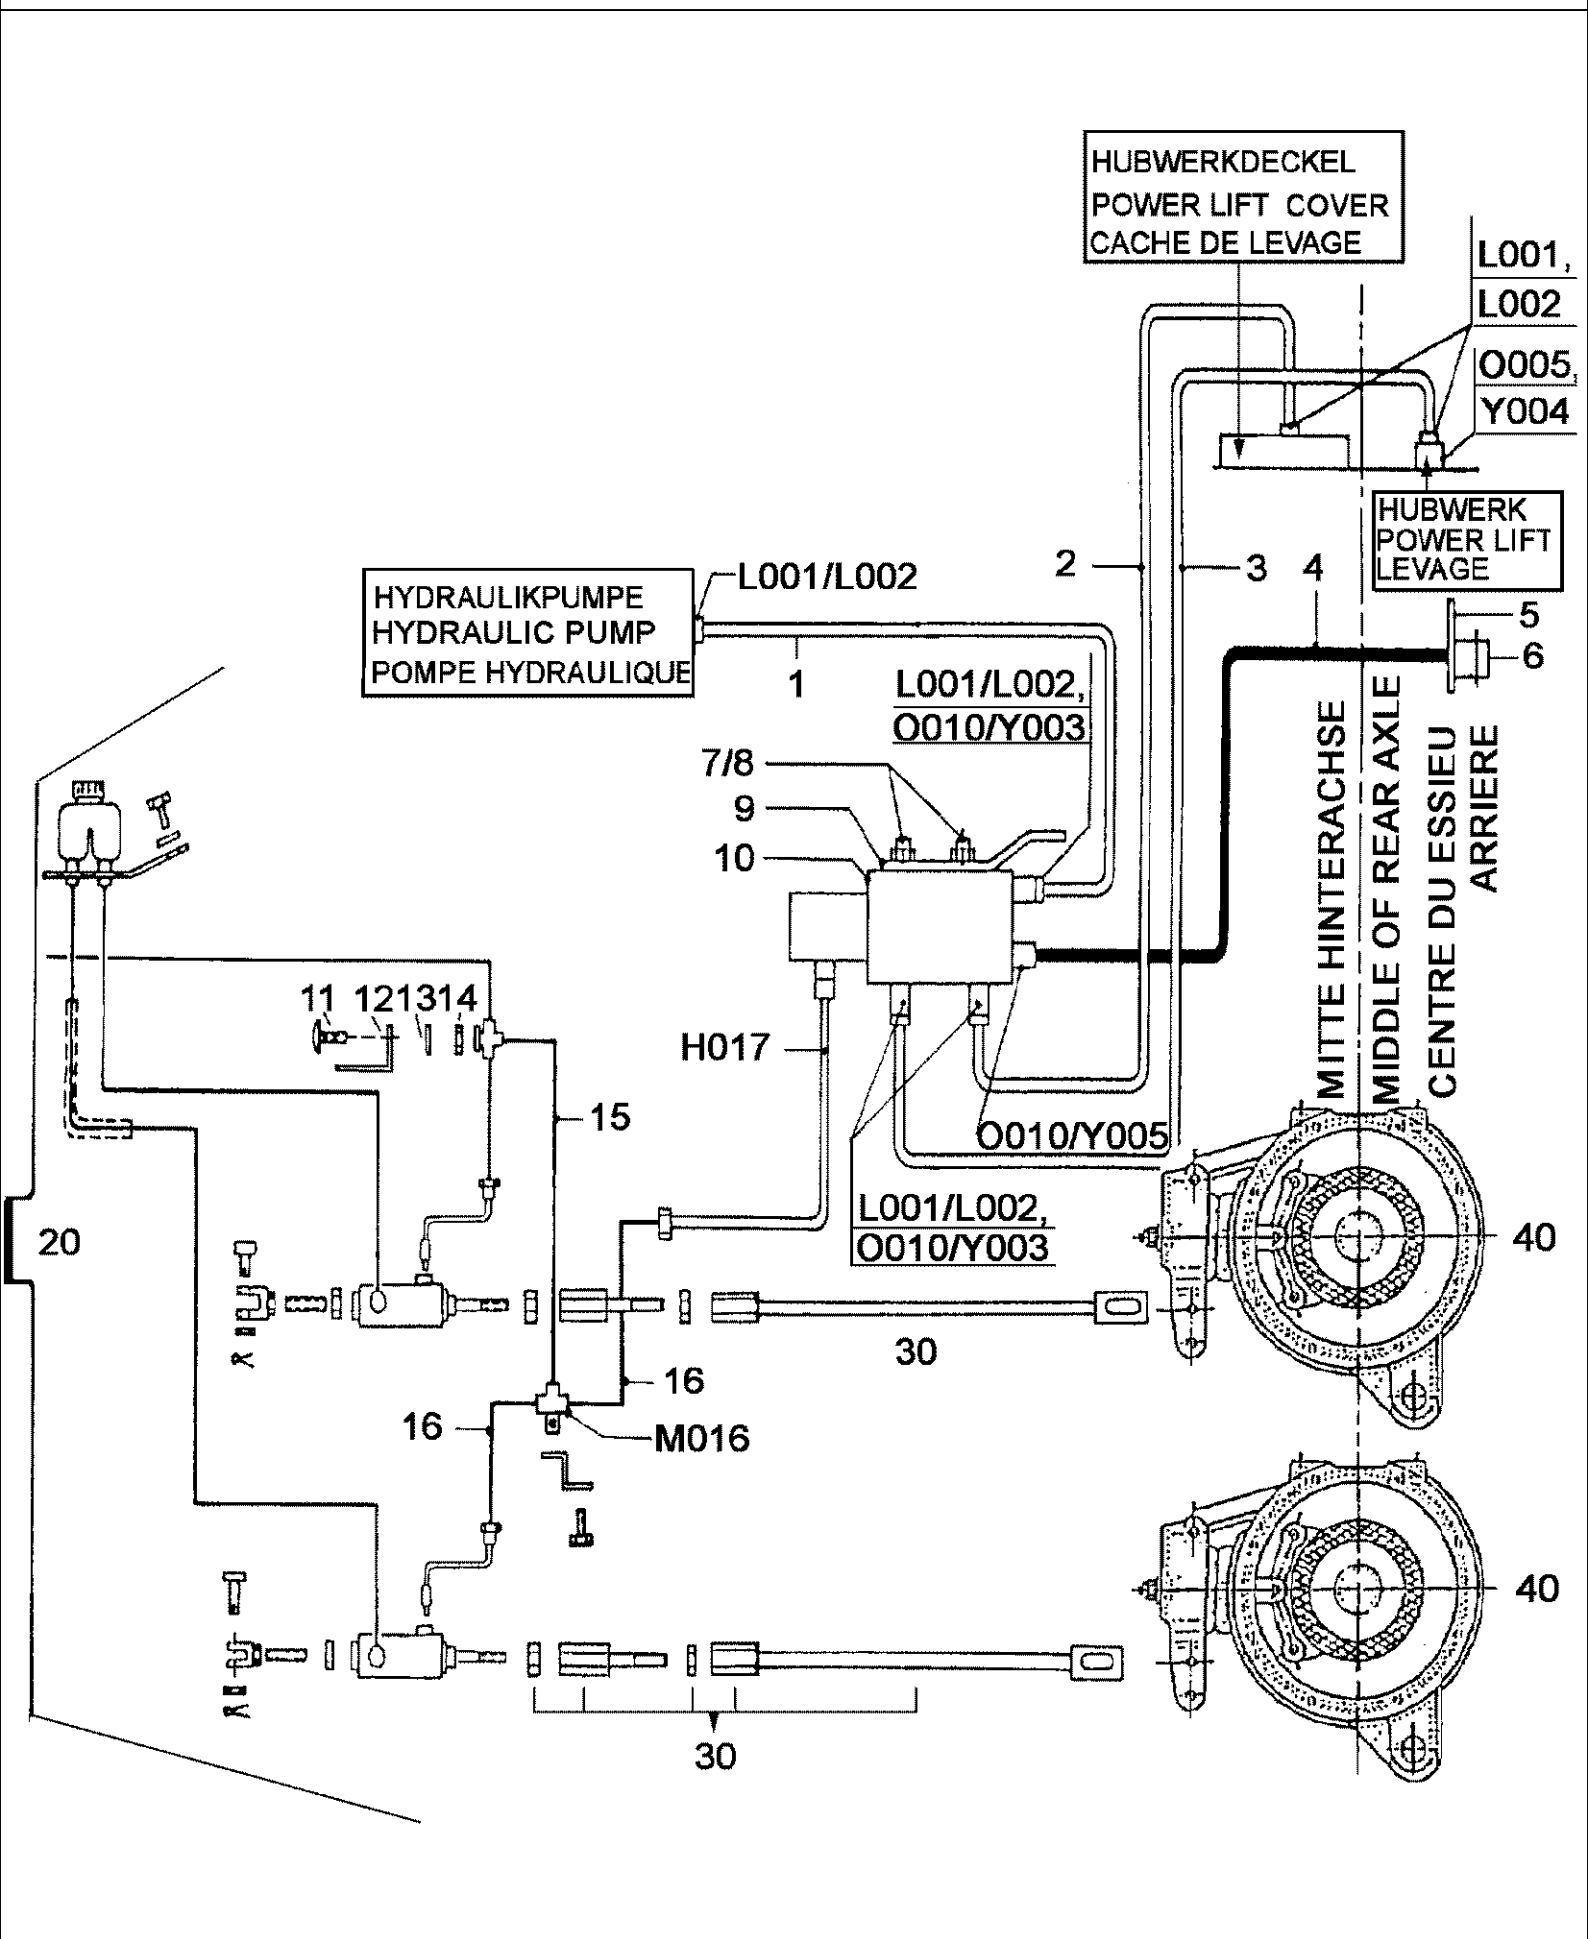 HUBWERKDECKEL
POWER LIFT COVER
CACHE DE LEVAGE
L001,
L002
O005,
Y004
HUBWERK
POWER LIFT
LEVAGE
2
3
4
5
6
HYDRAULIKPUMPE
HYDRAULIC PUMP
POMPE HYDRAULIQUE
L001/L002
1
L001/L002,
O010/Y003
7/8
9
10
MITTE HINTERACHSE
MIDDLE OF REAR AXLE
CENTRE DU ESSIEU
ARRIERE
11
12
13
14
H017
15
O010/Y005
L001/L002,
O010/Y003
20
40
30
16
16
M016
40
30